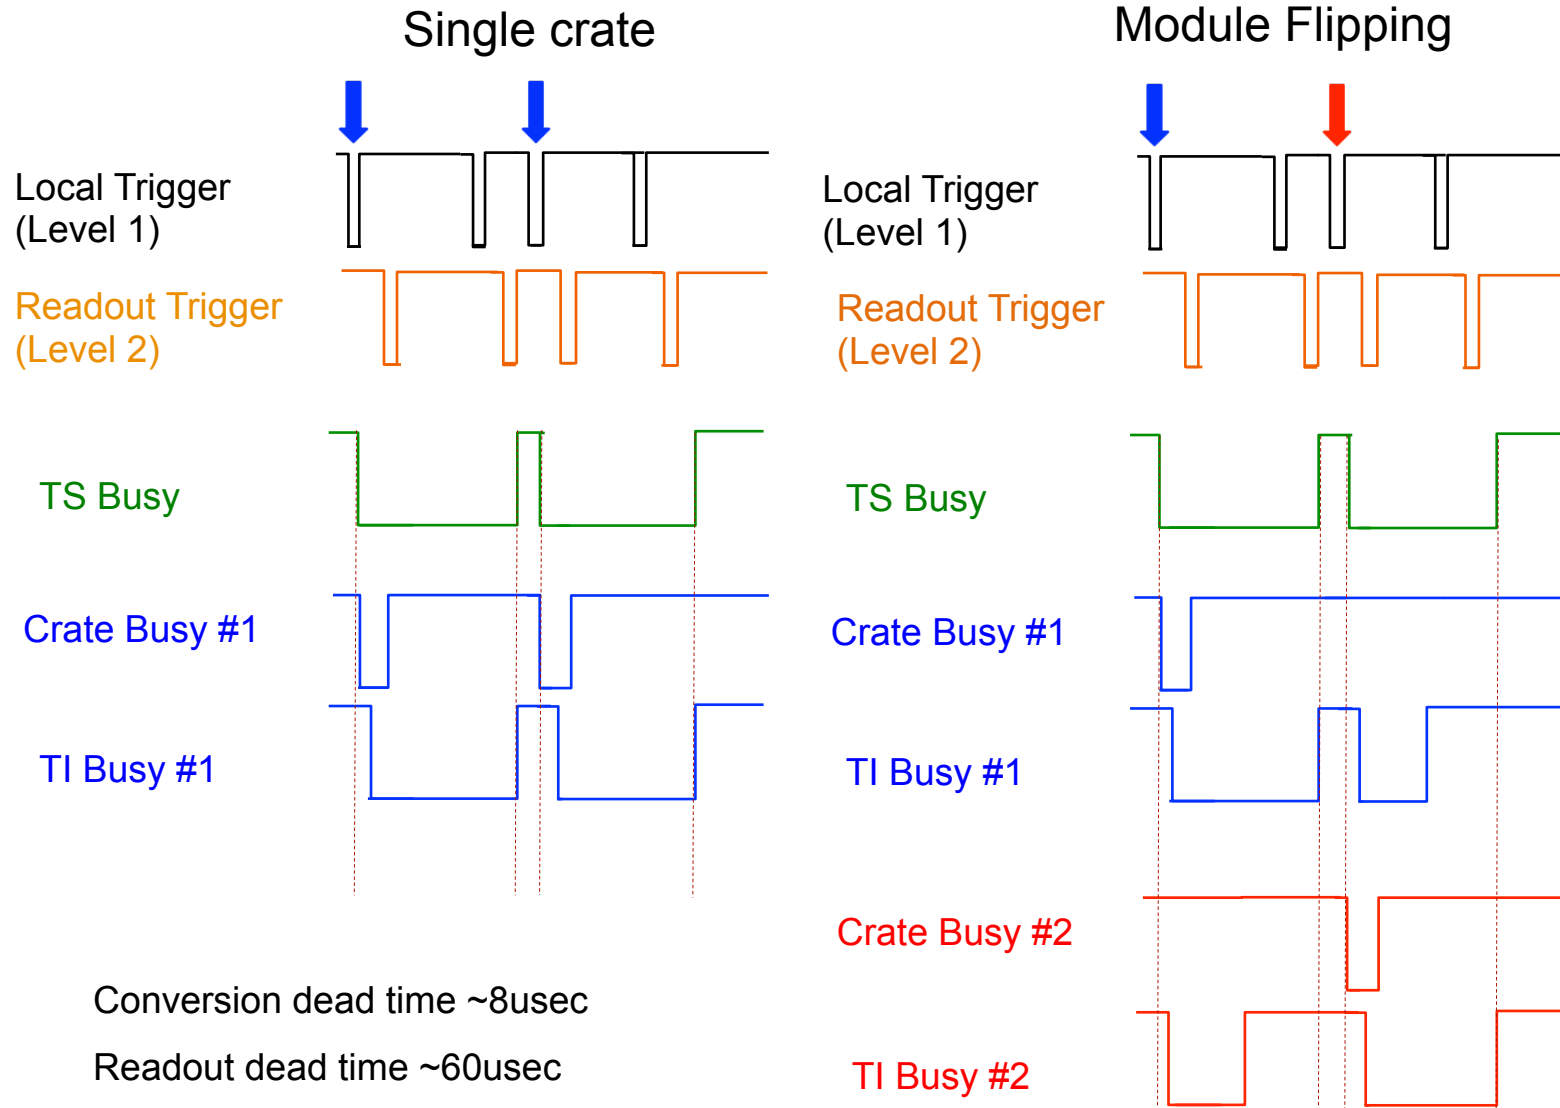 Single crate
Local Trigger
(Level 1)
Readout Trigger
(Level 2)
TS Busy
Crate Busy #1
TI Busy #1
Conversion dead time ~8usec
Readout dead time ~60usec
Module Flipping
Local Trigger
(Level 1)
Readout Trigger
(Level 2)
TS Busy
Crate Busy #1
TI Busy #1
Crate Busy #2
TI Busy #2